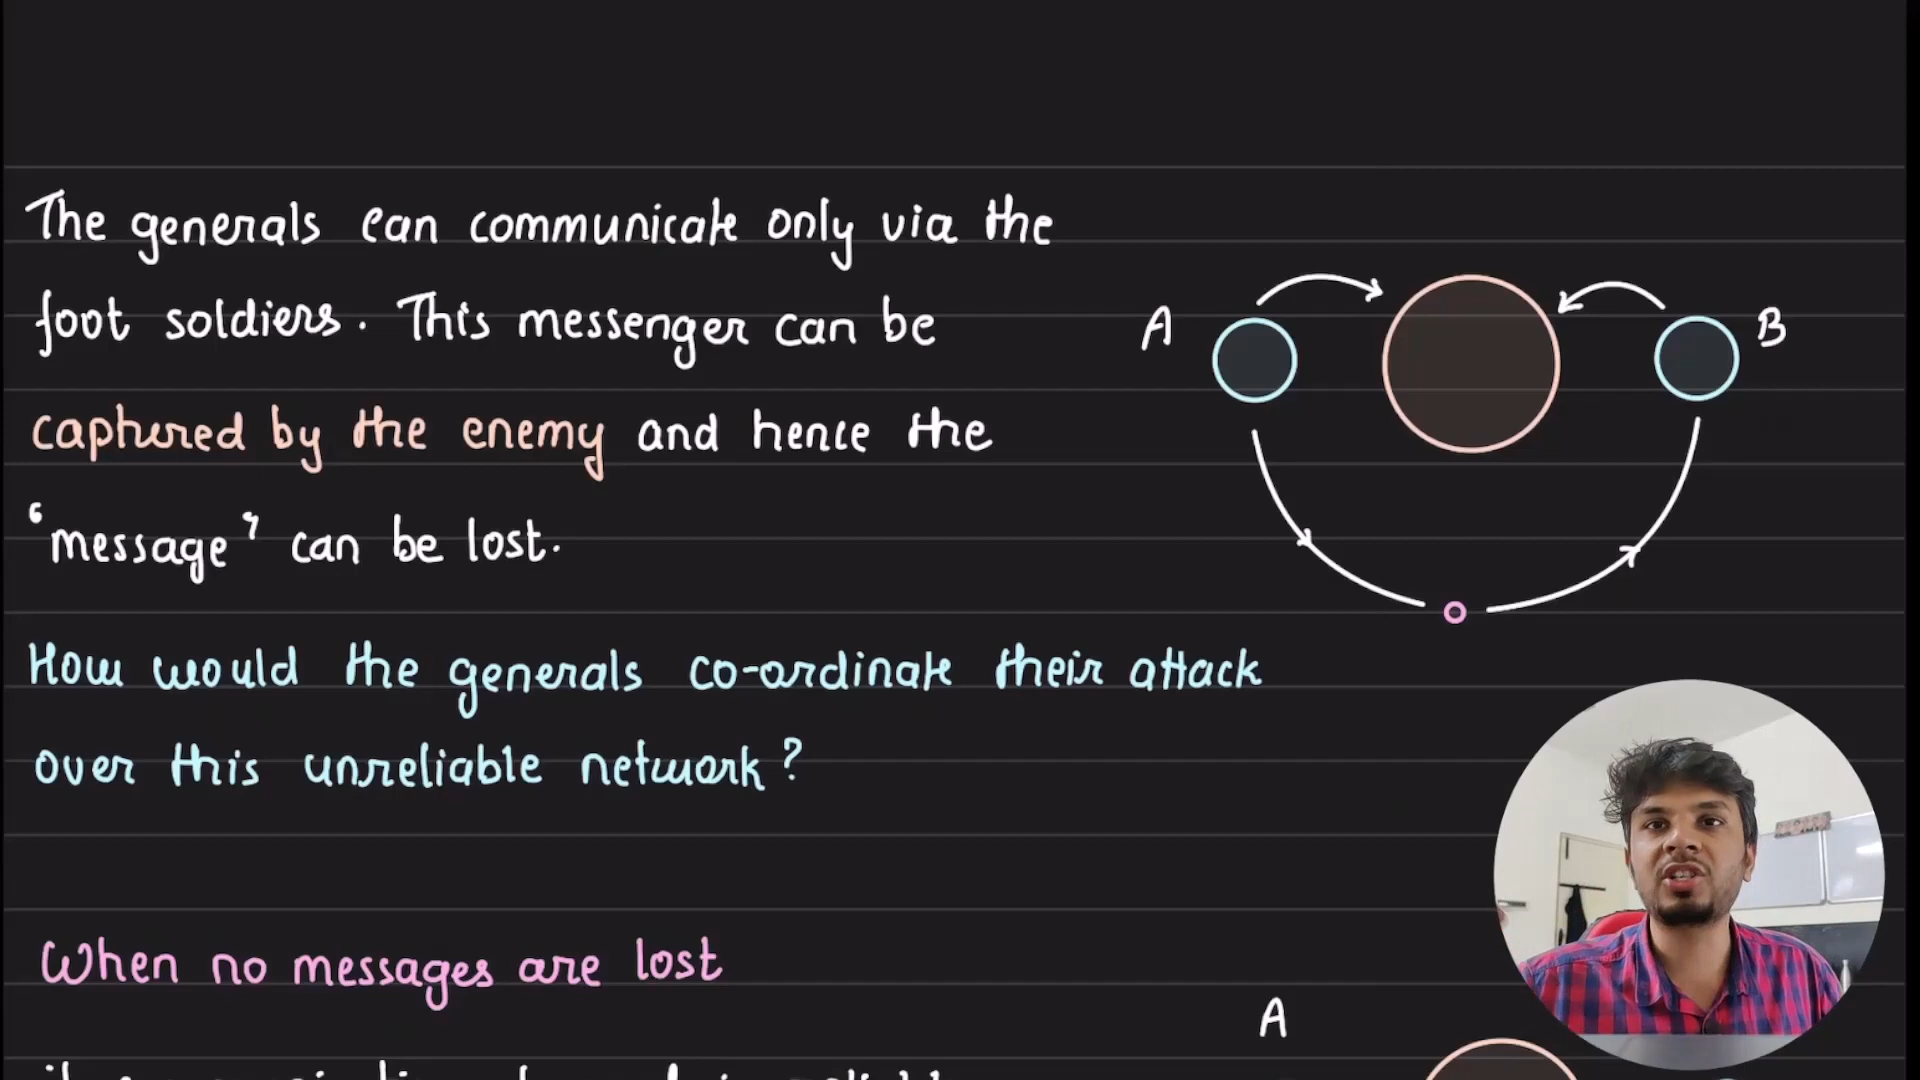 The generals can communicate only via the
A
B
foot soldiers. This messenger can be
captured by the enemy and hence the
'message' can be lost.
How would the generals co-ordinate their attack
over this unreliable network?
When no messages are lost
A